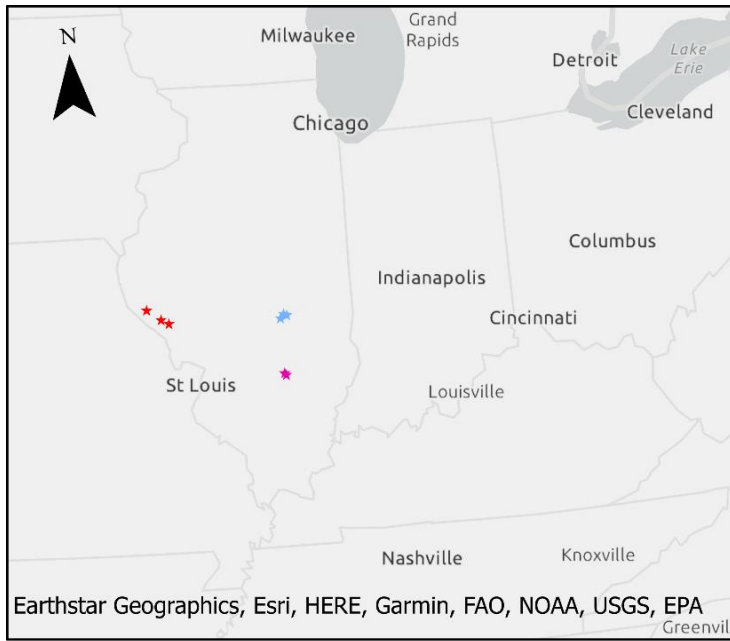 N
Milwaukee
Grand
Rapids
Detroit
Lake
Erie
Chicago
Cleveland
Columbus
Indianapolis
Cincinnati
St Louis
Louisville
Nashville
Knoxville
Earthstar Geographics, Esri, HERE, Garmin, FAO, NOAA, USGS, EPA
Greenvil